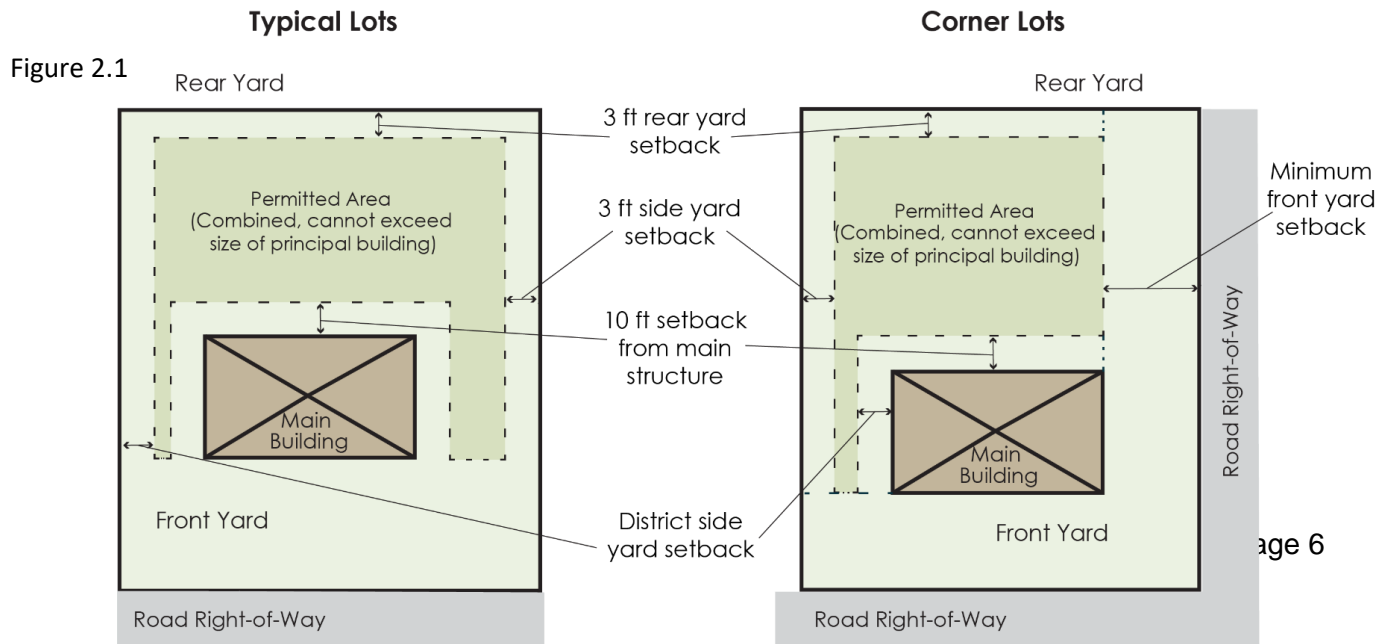 Typical Lots
Corner Lots
Figure 2.1
Rear Yard
Rear Yard
3 ft rear yard
setback
Permitted Area
(Combined, cannot exceed
size of principal building)
3 ft side yard
setback
Permitted Area
(Combined, cannot exceed
size of principal building)
Minimum
front yard
setback
10 ft setback
from main
structure
Main
Building
Main
Building
Road Right-of-Way
Front Yard
District side
yard setback
Front Yard
age 6
Road Right-of-Way
Road Right-of-Way